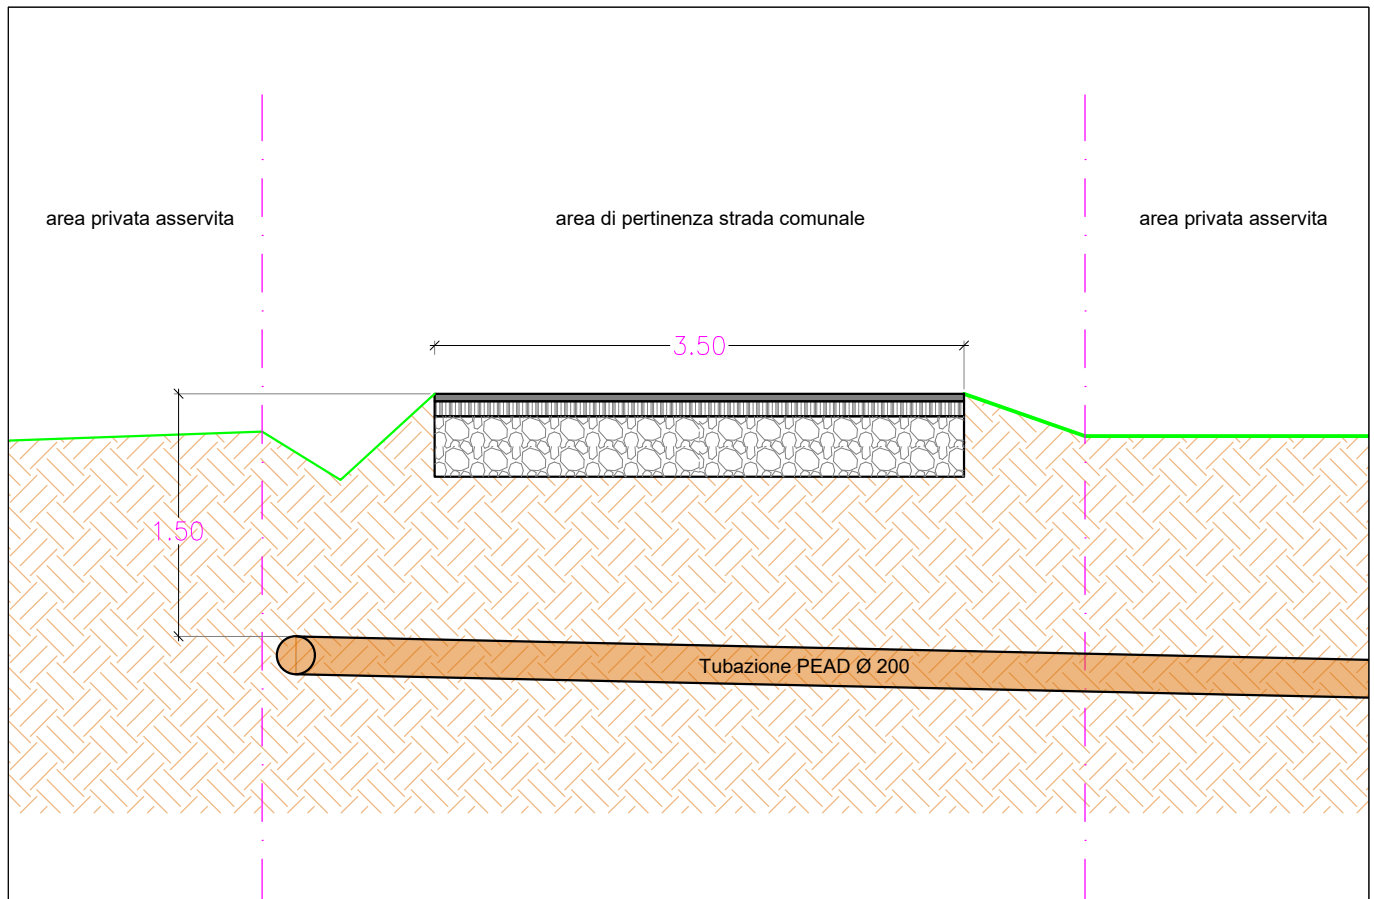 area privata asservita
area di pertinenza strada comunale
area privata asservita
3.50
1.50
Tubazione PEAD Ø 200